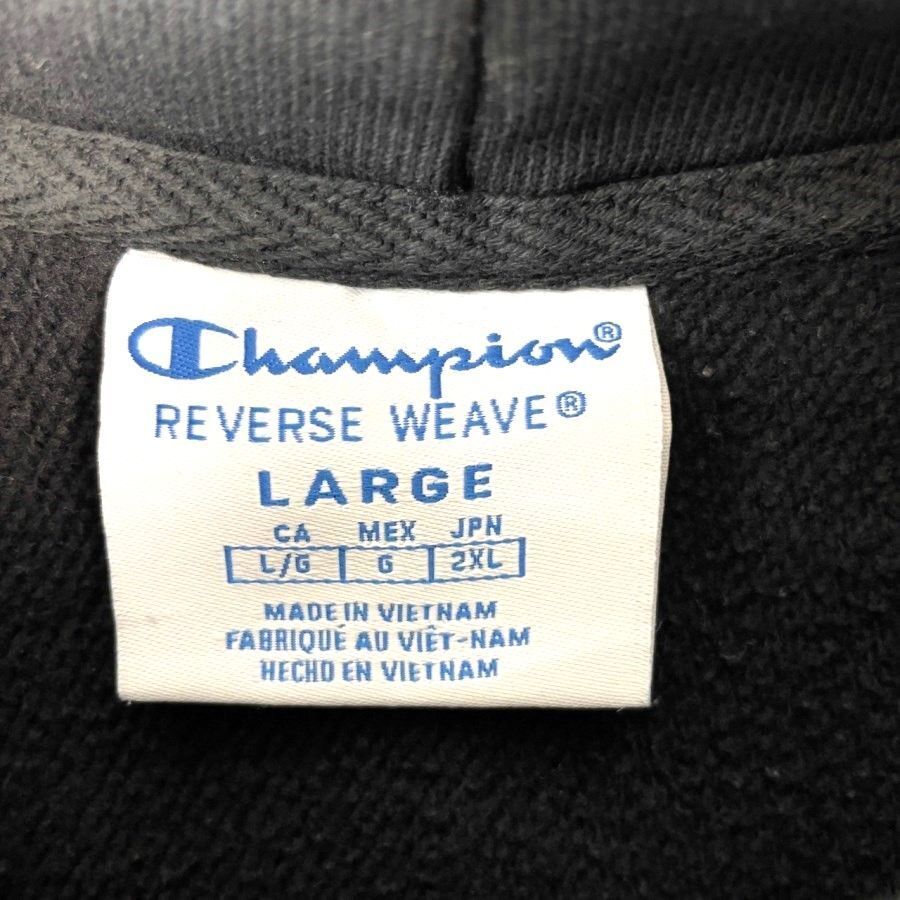 Champion®
REVERSE WEAVE®
LARGE
CA MEX JPN
L/G G 2XL
MADE IN VIETNAM
FABRIQUÉ AU VIÊT-NAM
HECHO EN VIETNAM